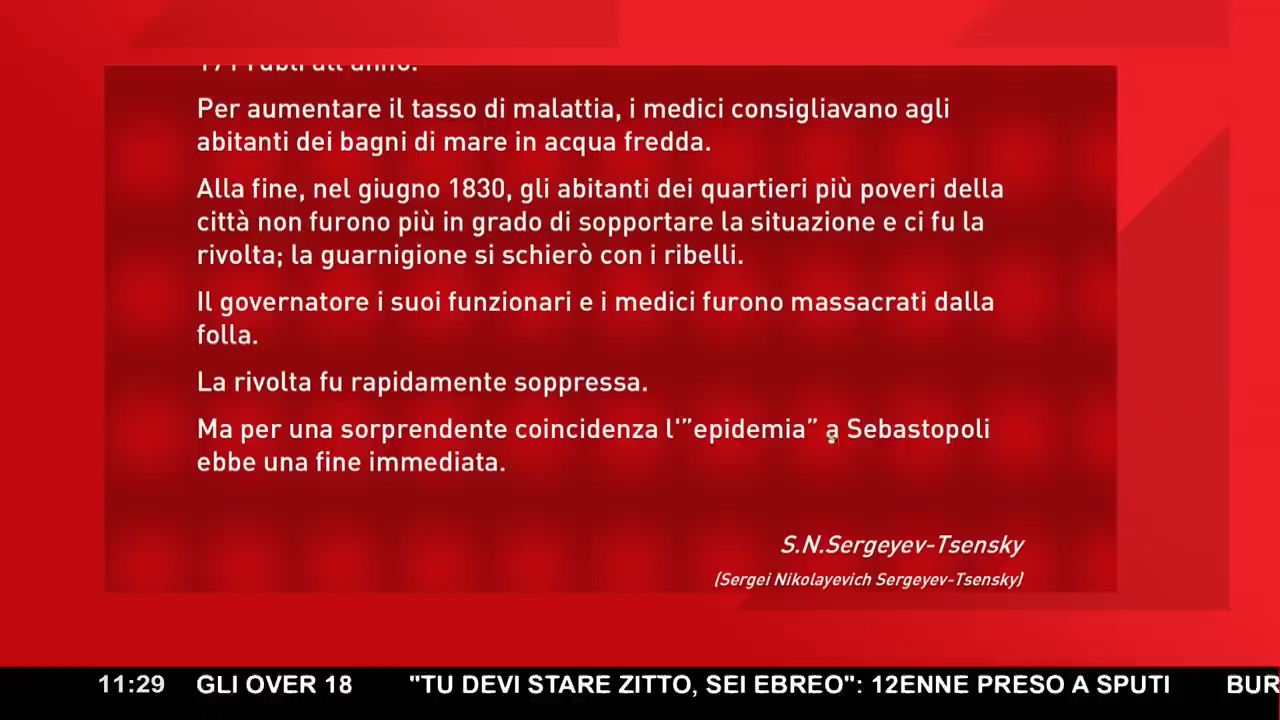 Per aumentare il tasso di malattia, i medici consigliavano agli
abitanti dei bagni di mare in acqua fredda.
Alla fine, nel giugno 1830, gli abitanti dei quartieri più poveri della
città non furono più in grado di sopportare la situazione e ci fu la
rivolta; la guarnigione si schierò con i ribelli.
Il governatore i suoi funzionari e i medici furono massacrati dalla
folla.
La rivolta fu rapidamente soppressa.
Ma per una sorprendente coincidenza l'”epidemia” a Sebastopoli
ebbe una fine immediata.
S.N.Sergeyev-Tsensky
(Sergei Nikolayevich Sergeyev-Tsensky)
11:29 GLI OVER 18 "TU DEVI STARE ZITTO, SEI EBREO": 12ENNE PRESO A SPUTI BUR